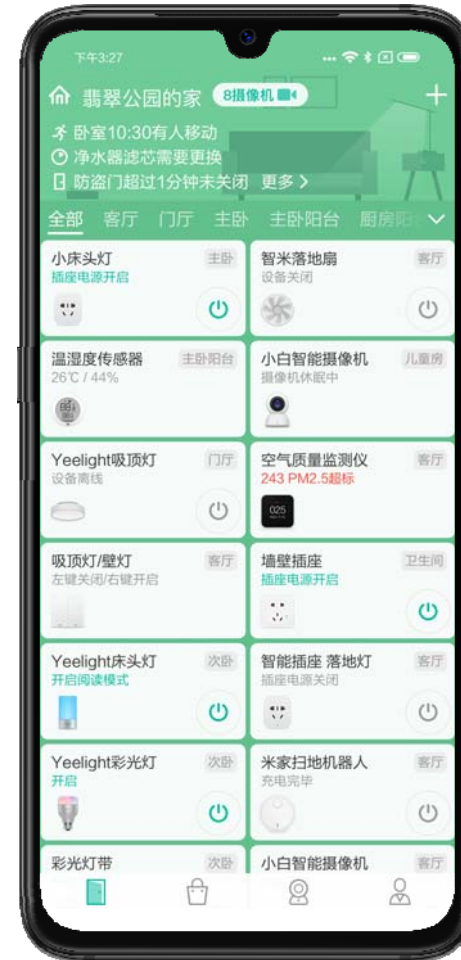 下午3:27
翡翠公园的家 8摄像机
卧室10:30有人移动
净水器滤芯需要更换
防盗门超过1分钟未关闭 更多
全部 客厅 门厅 主卧 主卧阳台 厨房阳
小床头灯 主卧
插座电源开启
智米落地扇 客厅
设备关闭
温湿度传感器 主卧阳台
26℃ / 44%
小白智能摄像机 儿童房
摄像机休眠中
Yeelight吸顶灯 门厅
设备离线
空气质量监测仪 客厅
243 PM2.5超标
025
吸顶灯/壁灯 客厅
左键关闭/右键开启
墙壁插座 卫生间
插座电源开启
Yeelight床头灯 次卧
开启阅读模式
智能插座 落地灯 客厅
插座电源关闭
Yeelight彩光灯 次卧
开启
米家扫地机器人 客厅
充电完毕
彩光灯带 次卧
小白智能摄像机 客厅